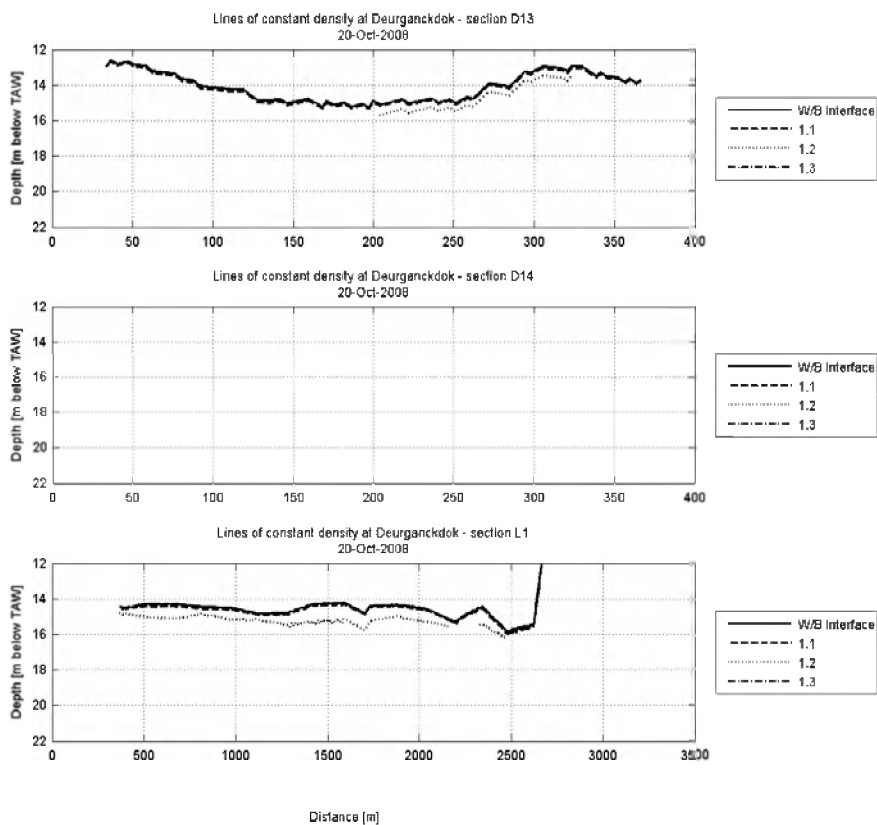 Lines of constant density at Deurganckdok - section D13
20-Oct-2008
Depth [m below TAW]
12
14
16
18
20
22
0 50 100 150 200 250 300 350 400
W/B Interface
1.1
1.2
1.3
Lines of constant density at Deurganckdok - section D14
20-Oct-2008
Depth [m below TAW]
12
14
16
18
20
22
0 50 100 150 200 250 300 350 400
W/B Interface
1.1
1.2
1.3
Lines of constant density at Deurganckdok - section L1
20-Oct-2008
Depth [m below TAW]
12
14
16
18
20
22
0 500 1000 1500 2000 2500 3000 3500
W/B Interface
1.1
1.2
1.3
Distance [m]